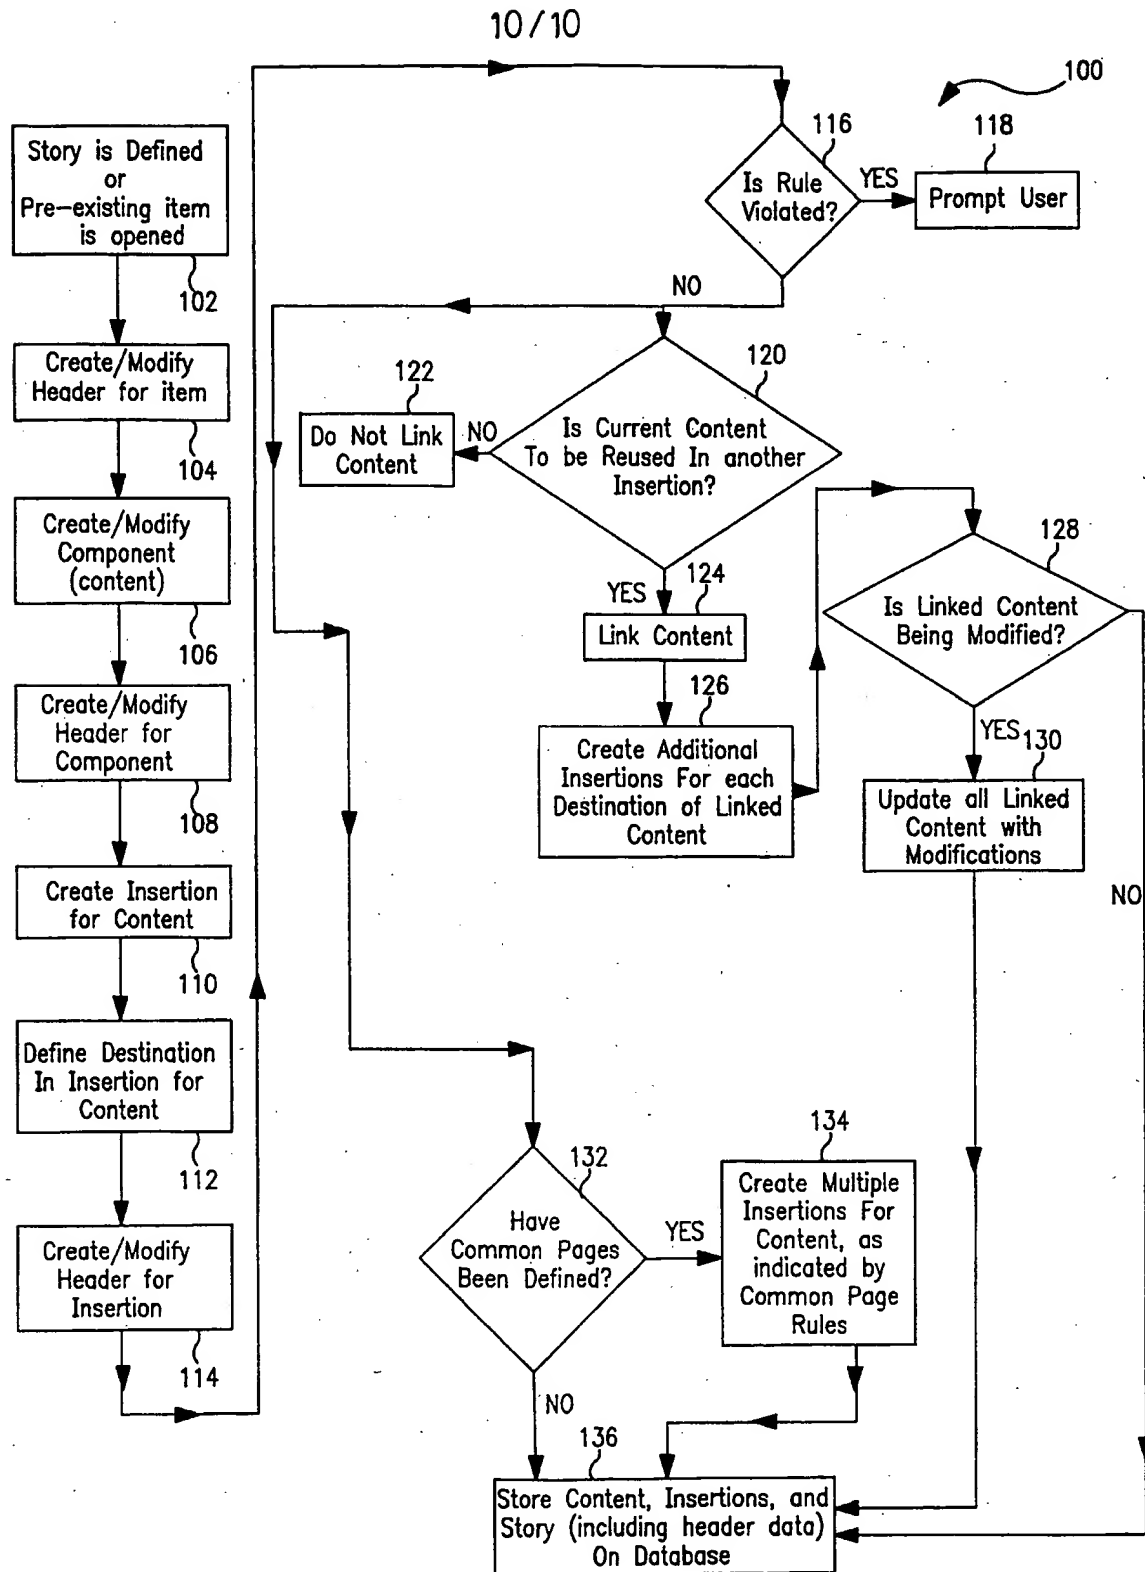 10/10
100
Story is Defined
or
Pre-existing item
is opened
102
Create/Modify
Header for item
104
Create/Modify
Component
(content)
106
Create/Modify
Header for
Component
108
Create Insertion
for Content
110
Define Destination
In Insertion for
Content
112
Create/Modify
Header for
Insertion
114
116
Is Rule
Violated?
YES
118
Prompt User
NO
120
Is Current Content
To be Reused In another
Insertion?
NO
122
Do Not Link
Content
YES
124
Link Content
126
Create Additional
Insertions For each
Destination of Linked
Content
128
Is Linked Content
Being Modified?
YES
130
Update all Linked
Content with
Modifications
NO
132
Have
Common Pages
Been Defined?
YES
134
Create Multiple
Insertions For
Content, as
indicated by
Common Page
Rules
NO
136
Store Content, Insertions, and
Story (including header data)
On Database